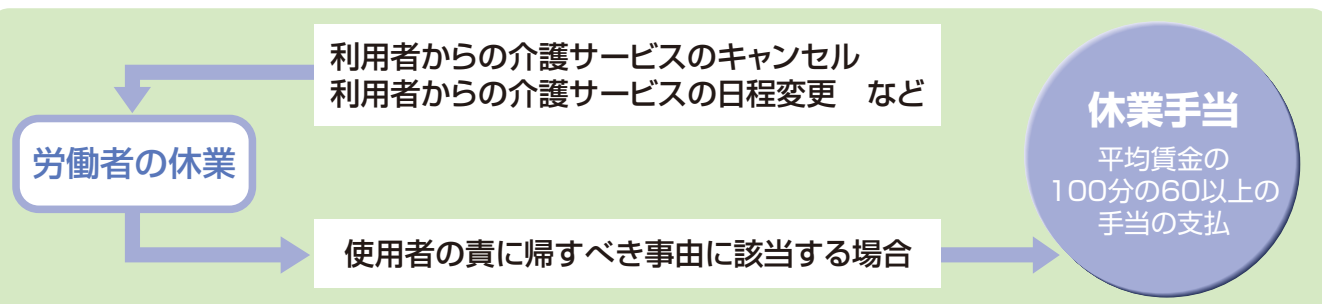 利用者からの介護サービスのキャンセル
利用者からの介護サービスの日程変更　など
労働者の休業
使用者の責に帰すべき事由に該当する場合
休業手当
平均賃金の
100分の60以上の
手当の支払